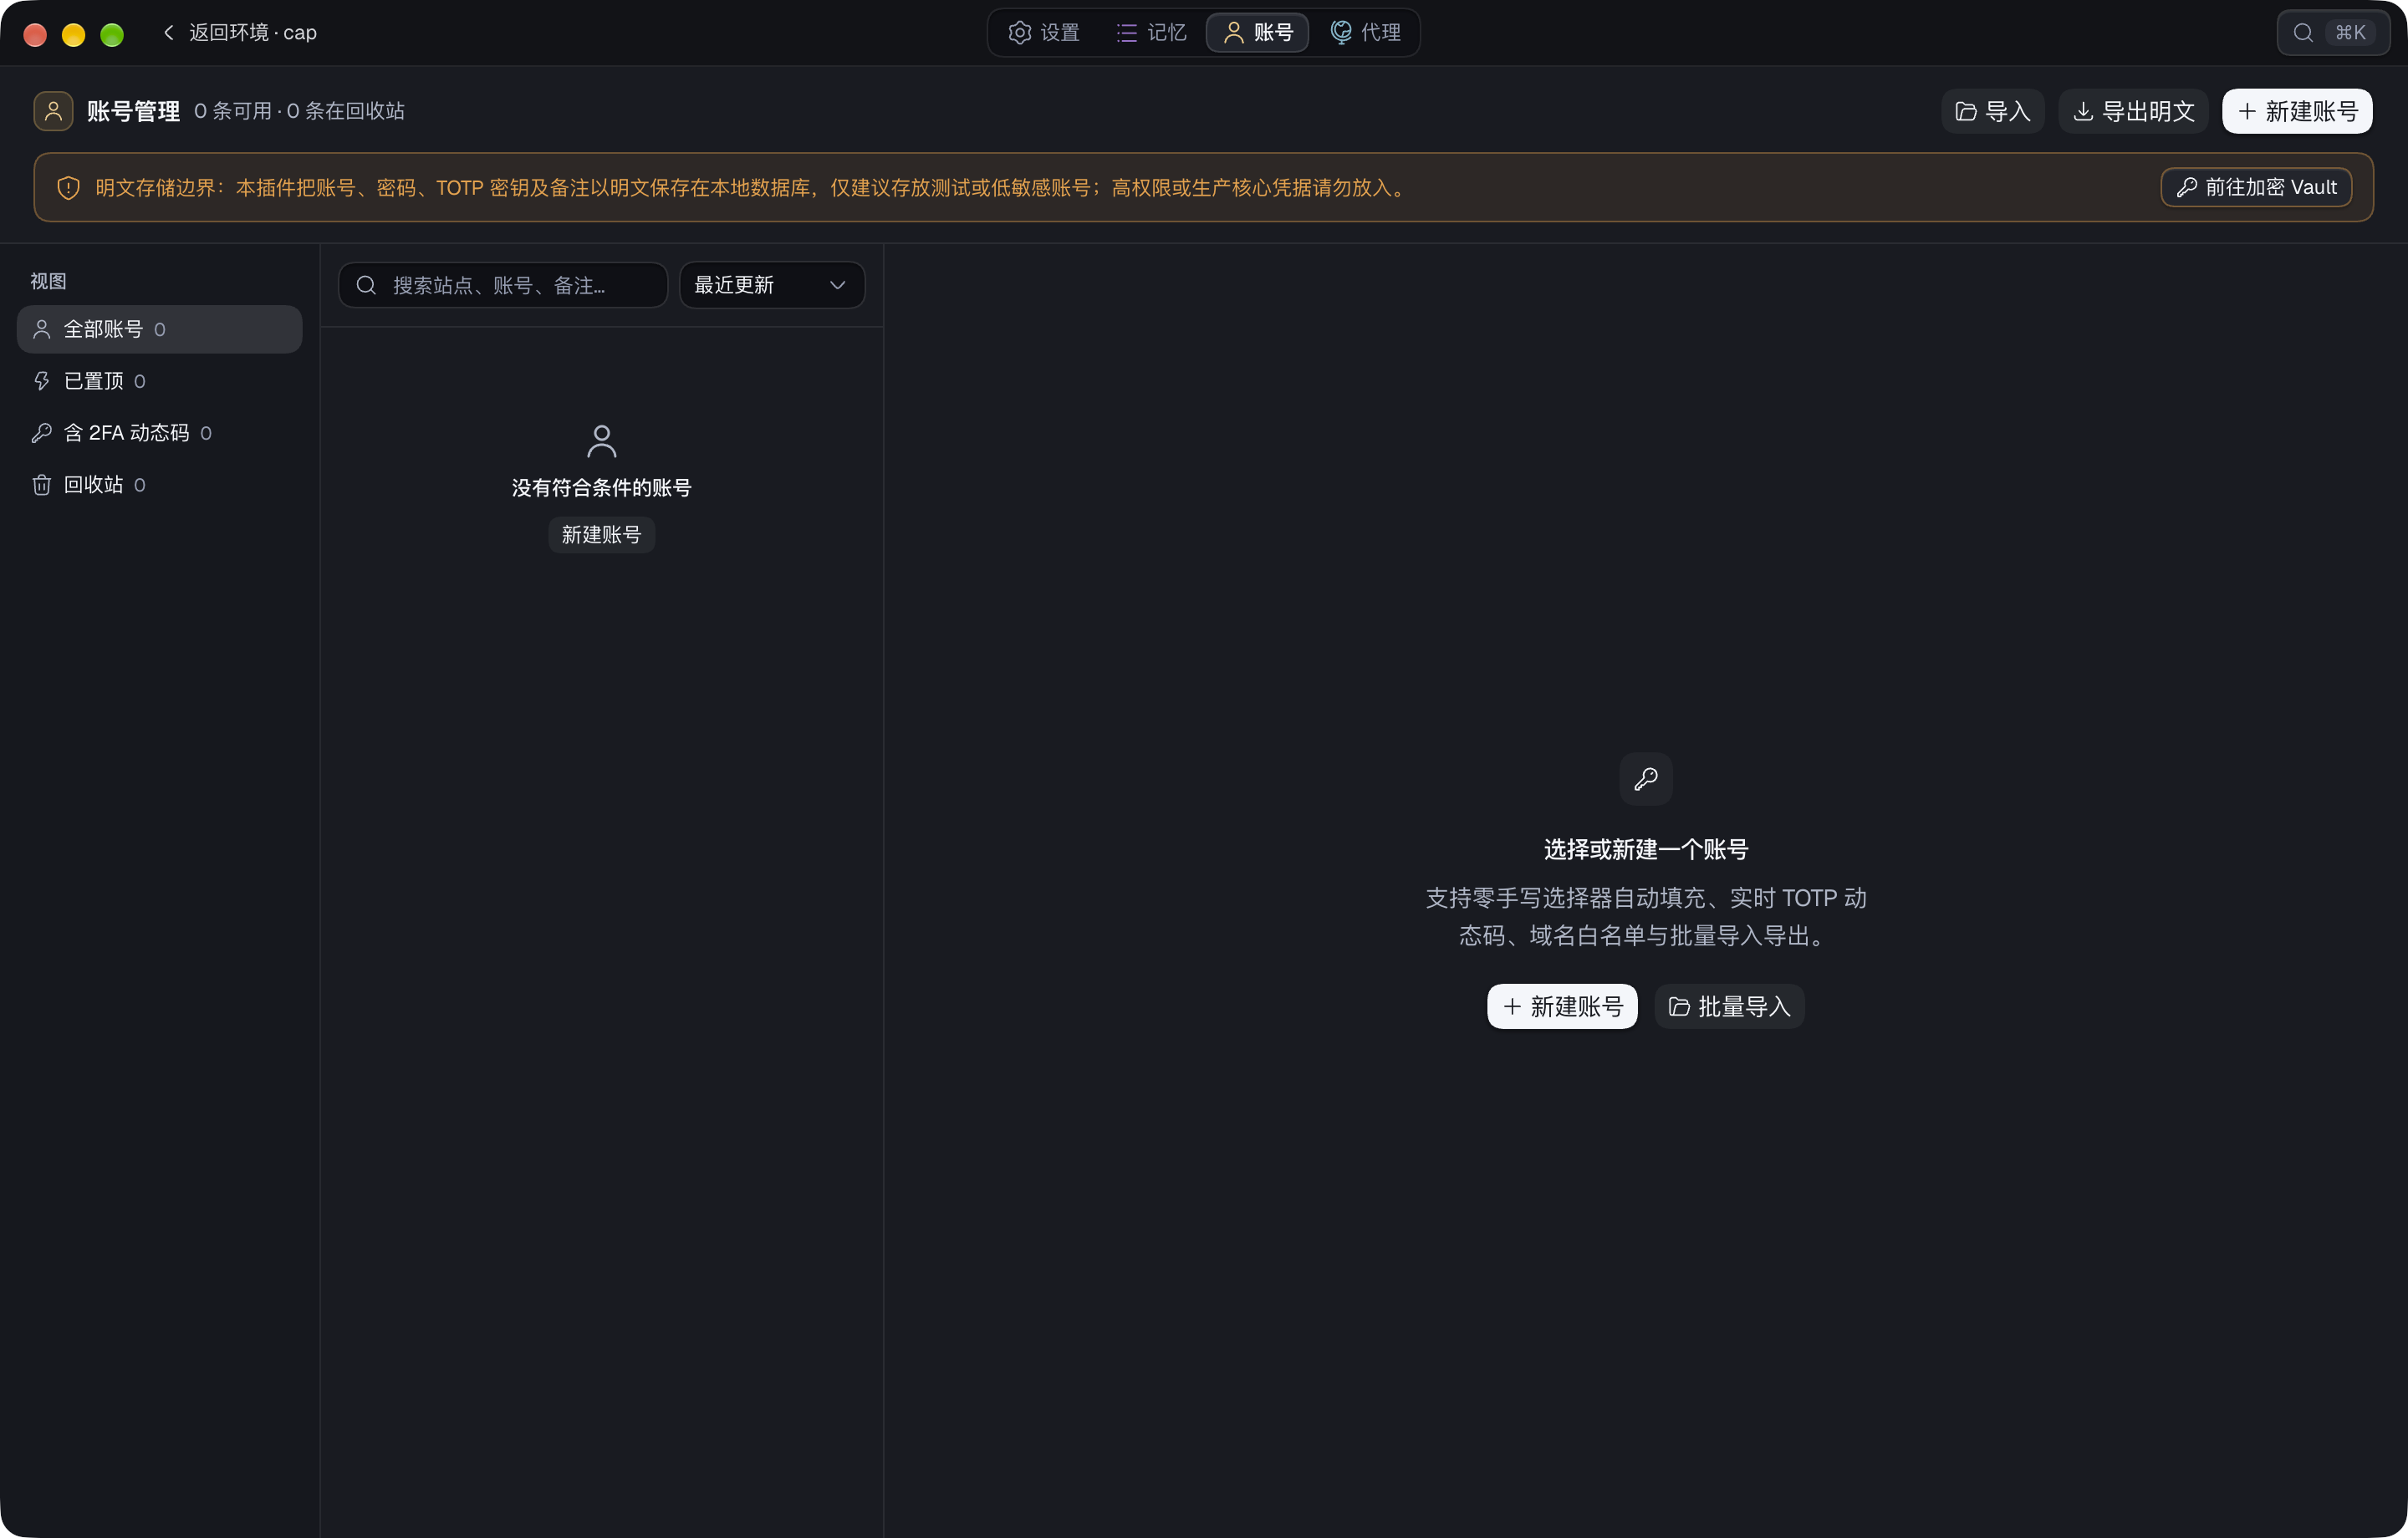 返回环境 · cap
设置
记忆
账号
代理
⌘K
账号管理 0 条可用 · 0 条在回收站
导入
导出明文
新建账号
明文存储边界：本插件把账号、密码、TOTP 密钥及备注以明文保存在本地数据库，仅建议存放测试或低敏感账号；高权限或生产核心凭据请勿放入。
前往加密 Vault
视图
全部账号 0
已置顶 0
含 2FA 动态码 0
回收站 0
搜索站点、账号、备注...
最近更新
没有符合条件的账号
新建账号
选择或新建一个账号
支持零手写选择器自动填充、实时 TOTP 动
态码、域名白名单与批量导入导出。
新建账号
批量导入